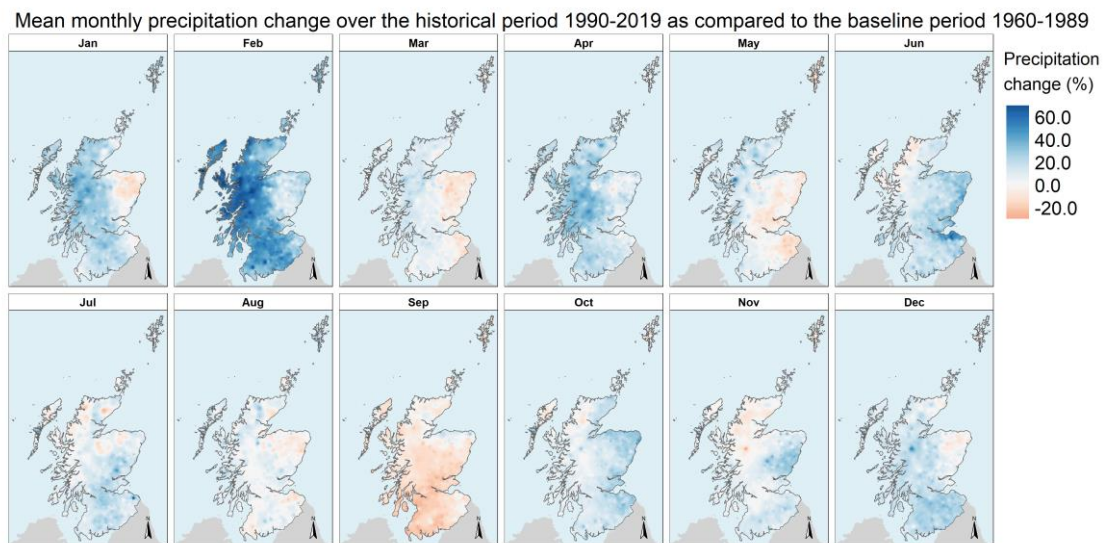 Mean monthly precipitation change over the historical period 1990-2019 as compared to the baseline period 1960-1989
Jan
Feb
Mar
Apr
May
Jun
Precipitation
change (%)
60.0
40.0
20.0
0.0
-20.0
N
N
N
N
N
N
Jul
Aug
Sep
Oct
Nov
Dec
N
N
N
N
N
N